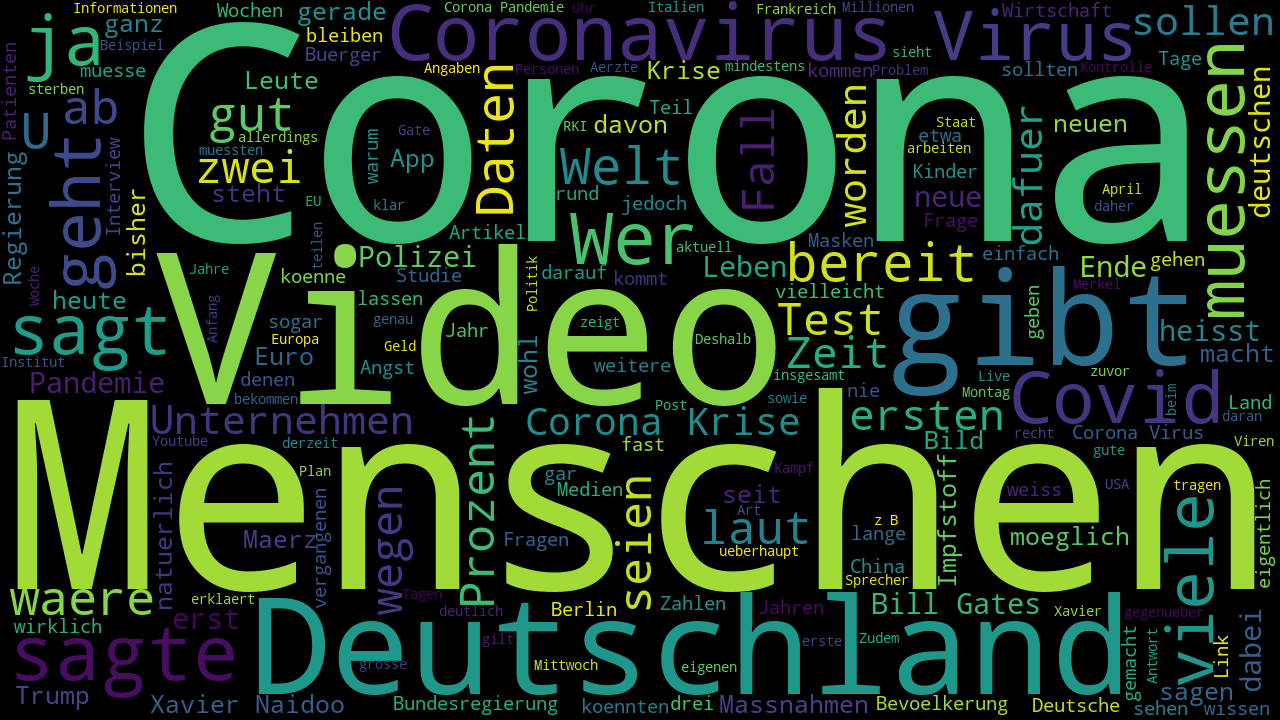 Informationen
Wochen
gerade
Corona Pandemie
Uhr
Italien
Frankreich
Millionen
Wirtschaft
ja
ganz
Beispiel
bleiben
Coronavirus
Virus
sollen
Buerger
muesse
sterben
Leute
Angaben
Personen
Aerzte
Krise
mindestens
kommen
Problem
sieht
sollten
Kontrolle
Tage
Patienten
U
ab
gut
allerdings
muessten
zwei
steht
Corona
warum
Gate
App
klar
EU
Daten
Teil
RKI
davon
Welt
rund
jedoch
Fall
worden
Staat
etwa
arbeiten
Kinder
neue
Frage
dafuer
neuen
April
daher
muessen
deutschen
Regierung
geht
Interview
bisher
Artikel
Wer
aktuell
Masken
einfach
Ende
gehen
Jahre
Polizei
koenne
Studie
teilen
Politik
darauf
kommt
Leben
bereit
vielleicht
geben
Merkel
Woche
heute
sagt
Video
Anfang
sogar
Europa
Euro
lassen
genau
Geld
Jahr
Angst
wohl
zeigt
weitere
Deshalb
Test
Zeit
gibt
heisst
macht
Institut
Pandemie
denen
bekommen
insgesamt
zuvor
Live
Montag
nie
sowie
Post
Covid
beim
Land
daran
Unternehmen
Youtube
derzeit
Corona Krise
fast
ersten
Bild
recht
Corona Virus
gute
Viren
Menschen
Plan
Prozent
gar
Medien
Kampf
seit
Art
weiss
USA
tragen
natuerlich
Maerz
vergangenen
wegen
Fragen
seien
laut
ueberhaupt
z B
lange
China
Sprecher
Impfstoff
moeglich
viele
eigentlich
waere
wirklich
erklaert
erst
Tagen
deutlich
Berlin
Zahlen
Jahren
Bill Gates
Xavier
gegenueber
sagte
Deutschland
grosse
gilt
Mittwoch
eigenen
erste
Zudem
gemacht
Antwort
Link
dabei
Trump
Xavier Naidoo
Bundesregierung
koennten
drei
Massnahmen
Bevoelkerung
Deutsche
sagen
sehen
wissen